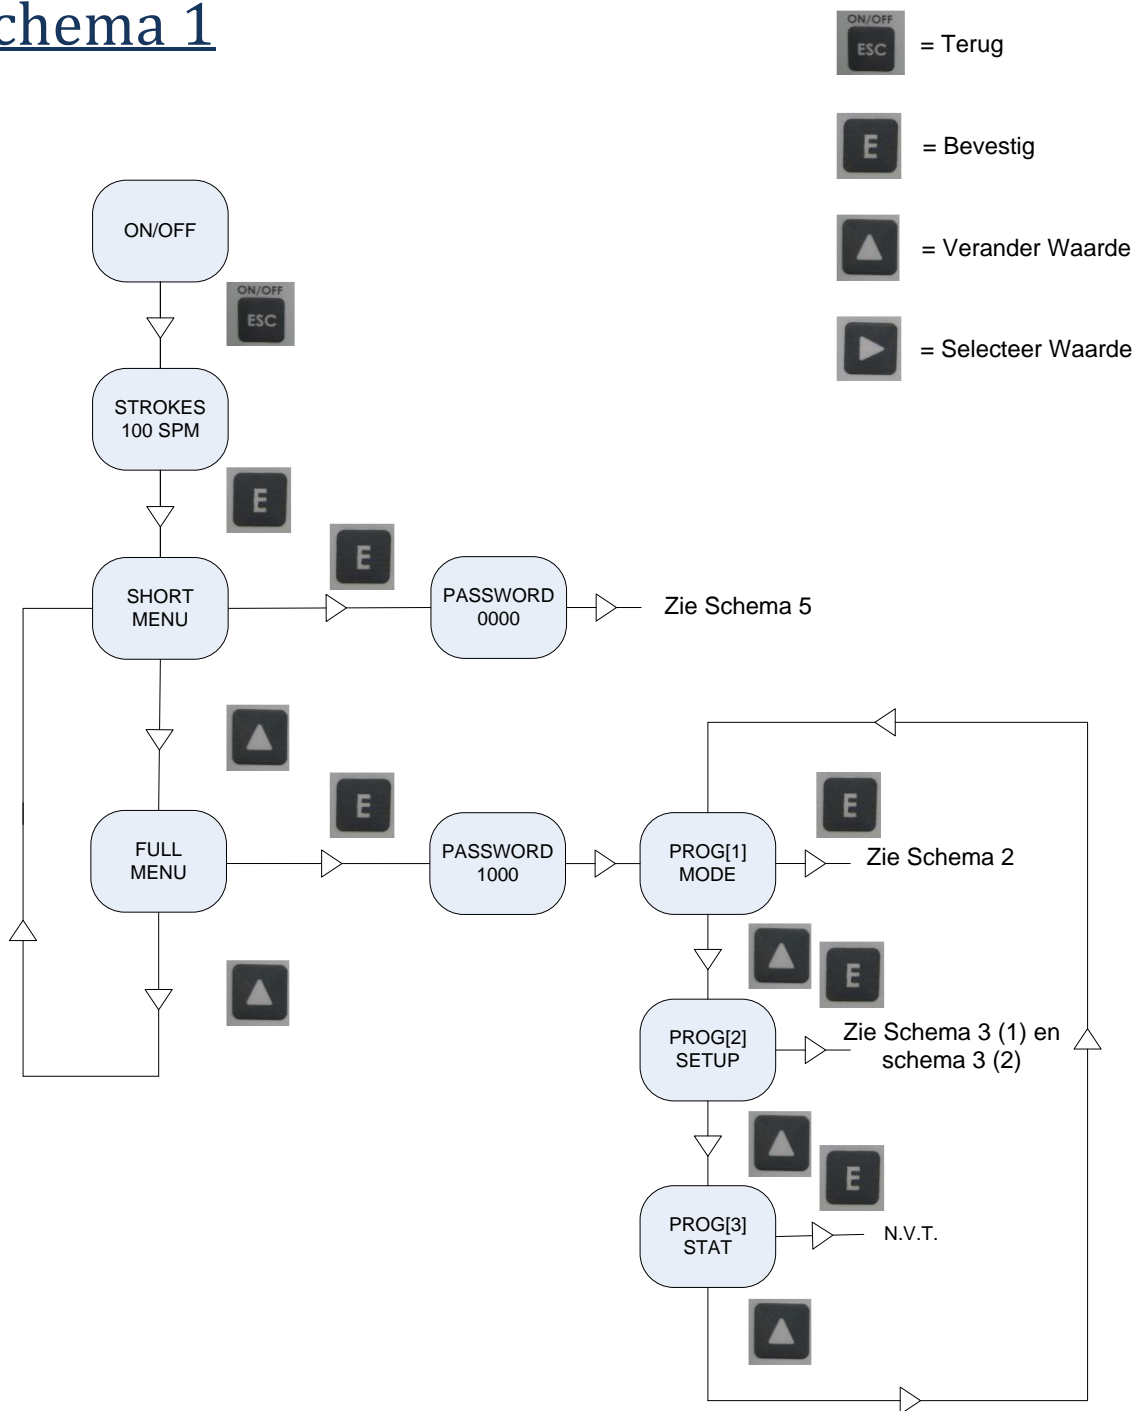 chema 1
ON/OFF
ESC
= Terug
E
= Bevestig
= Verander Waarde
= Selecteer Waarde
ON/OFF
ON/OFF
ESC
STROKES
100 SPM
E
E
SHORT
MENU
PASSWORD
0000
Zie Schema 5
E
FULL
MENU
PASSWORD
1000
PROG[1]
MODE
E
Zie Schema 2
E
PROG[2]
SETUP
Zie Schema 3 (1) en
schema 3 (2)
E
PROG[3]
STAT
N.V.T.